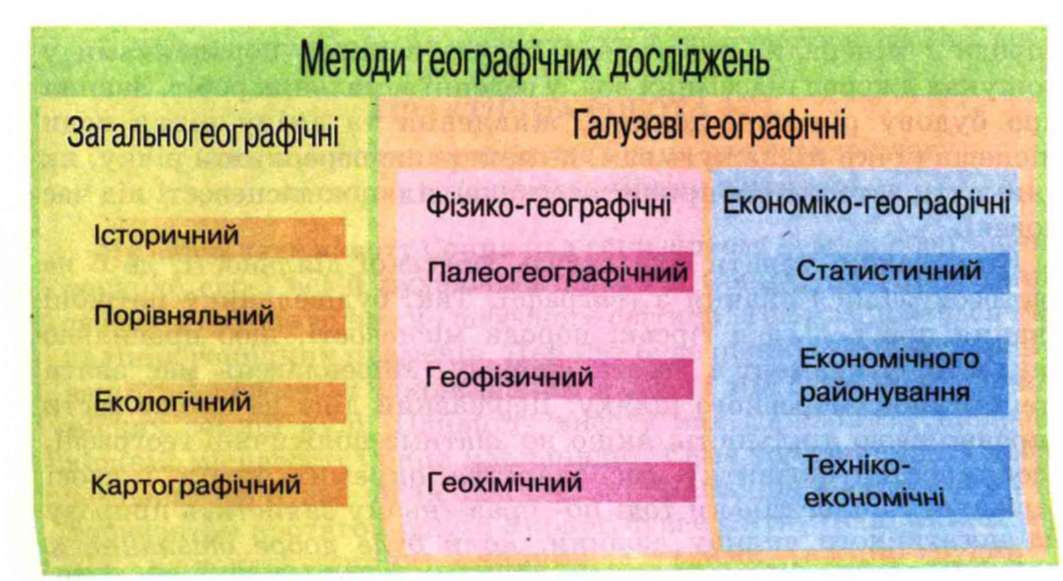 Методи географічних досліджень
Загальногеографічні
Історичний
Порівняльний
Екологічний
Картографічний
Галузеві географічні
Фізико-географічні
Палеогеографічний
Геофізичний
Геохімічний
Економіко-географічні
Статистичний
Економічного
районування
Техніко-
економічні